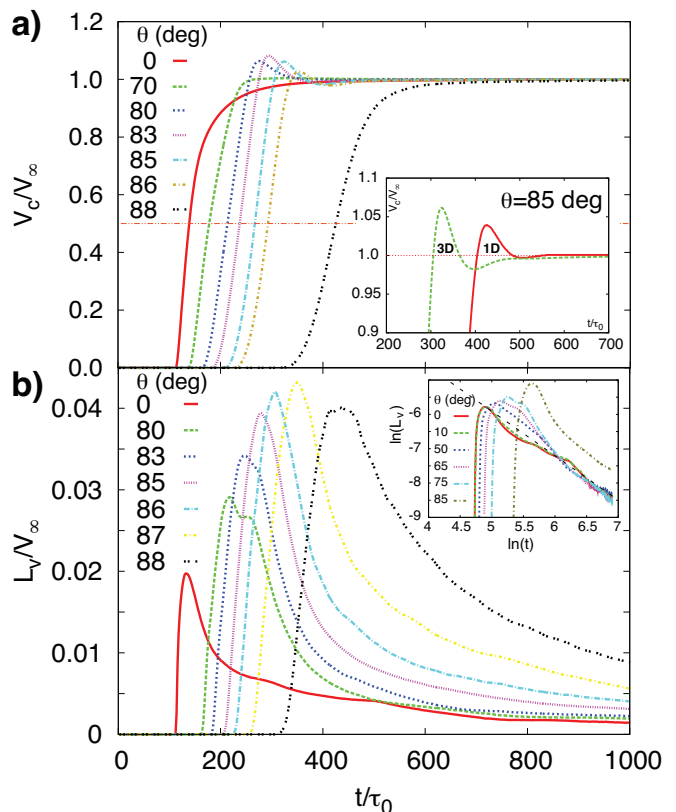 a)
θ (deg)
0
70
80
83
85
86
88
1.2
1.0
0.8
0.6
0.4
0.2
0.0
V_c/V_∞
V_c/V_∞
θ=85 deg
3D
1D
1.05
1.0
0.95
0.9
200 300 400 500 600 700
t/τ_0
b)
θ (deg)
0
80
83
85
86
87
88
0.04
0.03
0.02
0.01
0
L_v/V_∞
θ (deg)
0
10
50
75
80
85
-6
-7
-8
-9
ln(L_v)
4 4.5 5 5.5 6 6.5 7
ln(t)
0 200 400 600 800 1000
t/τ_0